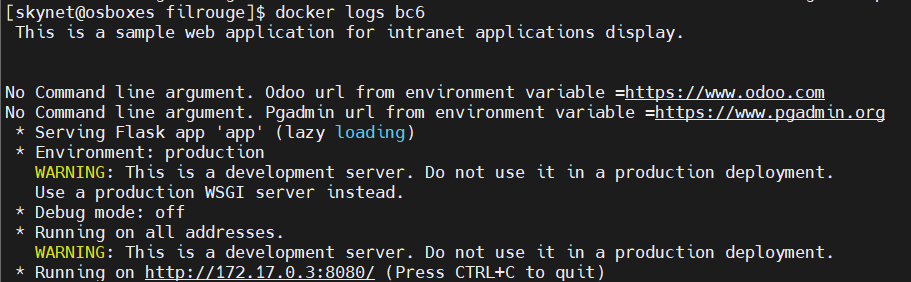 [skynet@osboxes filrouge]$ docker logs bc6
This is a sample web application for intranet applications display.
No Command line argument. Odoo url from environment variable =https://www.odoo.com
No Command line argument. Pgadmin url from environment variable =https://www.pgadmin.org
* Serving Flask app 'app' (lazy loading)
* Environment: production
WARNING: This is a development server. Do not use it in a production deployment.
Use a production WSGI server instead.
* Debug mode: off
* Running on all addresses.
WARNING: This is a development server. Do not use it in a production deployment.
* Running on http://172.17.0.3:8080/ (Press CTRL+C to quit)